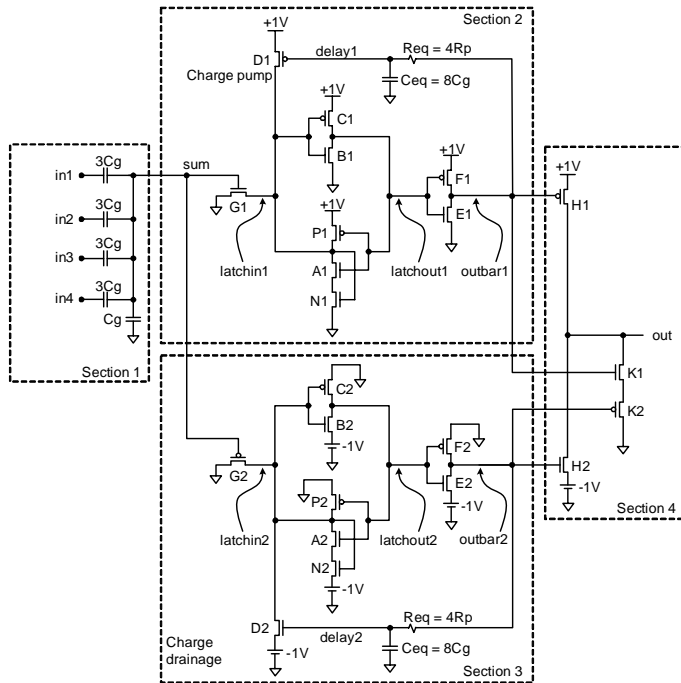 Section 2
+1V
D1
delay1
Req = 4Rp
Charge pump
Ceq = 8Cg
+1V
C1
+1V
B1
F1
Section 4
+1V
in1
3Cg
sum
G1
E1
H1
in2
3Cg
+1V
P1
latchin1
A1
latchout1
outbar1
in3
3Cg
N1
in4
3Cg
Cg
out
Section 1
K1
C2
K2
B2
-1V
F2
G2
E2
H2
P2
-1V
-1V
latchin2
A2
latchout2
outbar2
Section 4
N2
-1V
D2
Req = 4Rp
delay2
Charge
drainage
-1V
Ceq = 8Cg
Section 3